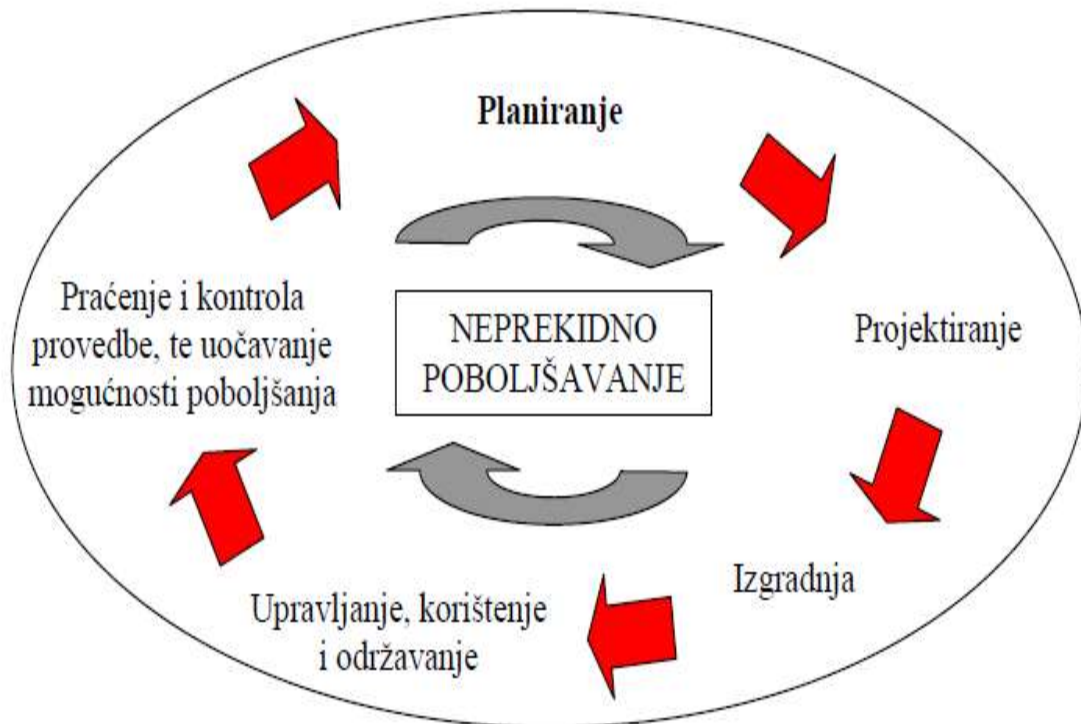 Planiranje
Projektiranje
Izgradnja
Upravljanje, korištenje
i održavanje
Praćenje i kontrola
provedbe, te uočavanje
mogućnosti poboljšanja
NEPREKIDNO
POBOLJŠAVANJE